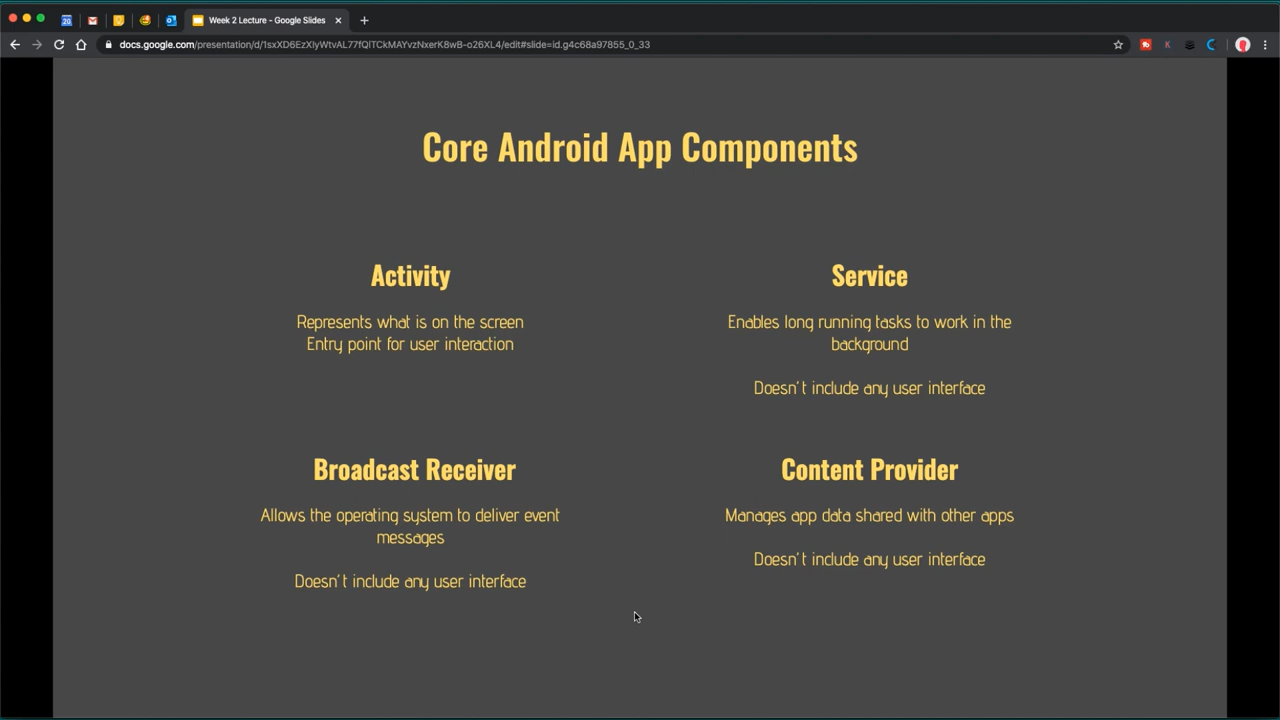 20
Week 2 Lecture - Google Slides
docs.google.com/presentation/d/1sxXD6EzXlyWtvAL77fQlTCkMAYvzNxerK8wB-o26XL4/edit#slide=id.g4c68a97855_0_33
Core Android App Components
Activity
Represents what is on the screen
Entry point for user interaction
Service
Enables long running tasks to work in the
background
Doesn't include any user interface
Broadcast Receiver
Allows the operating system to deliver event
messages
Doesn't include any user interface
Content Provider
Manages app data shared with other apps
Doesn't include any user interface